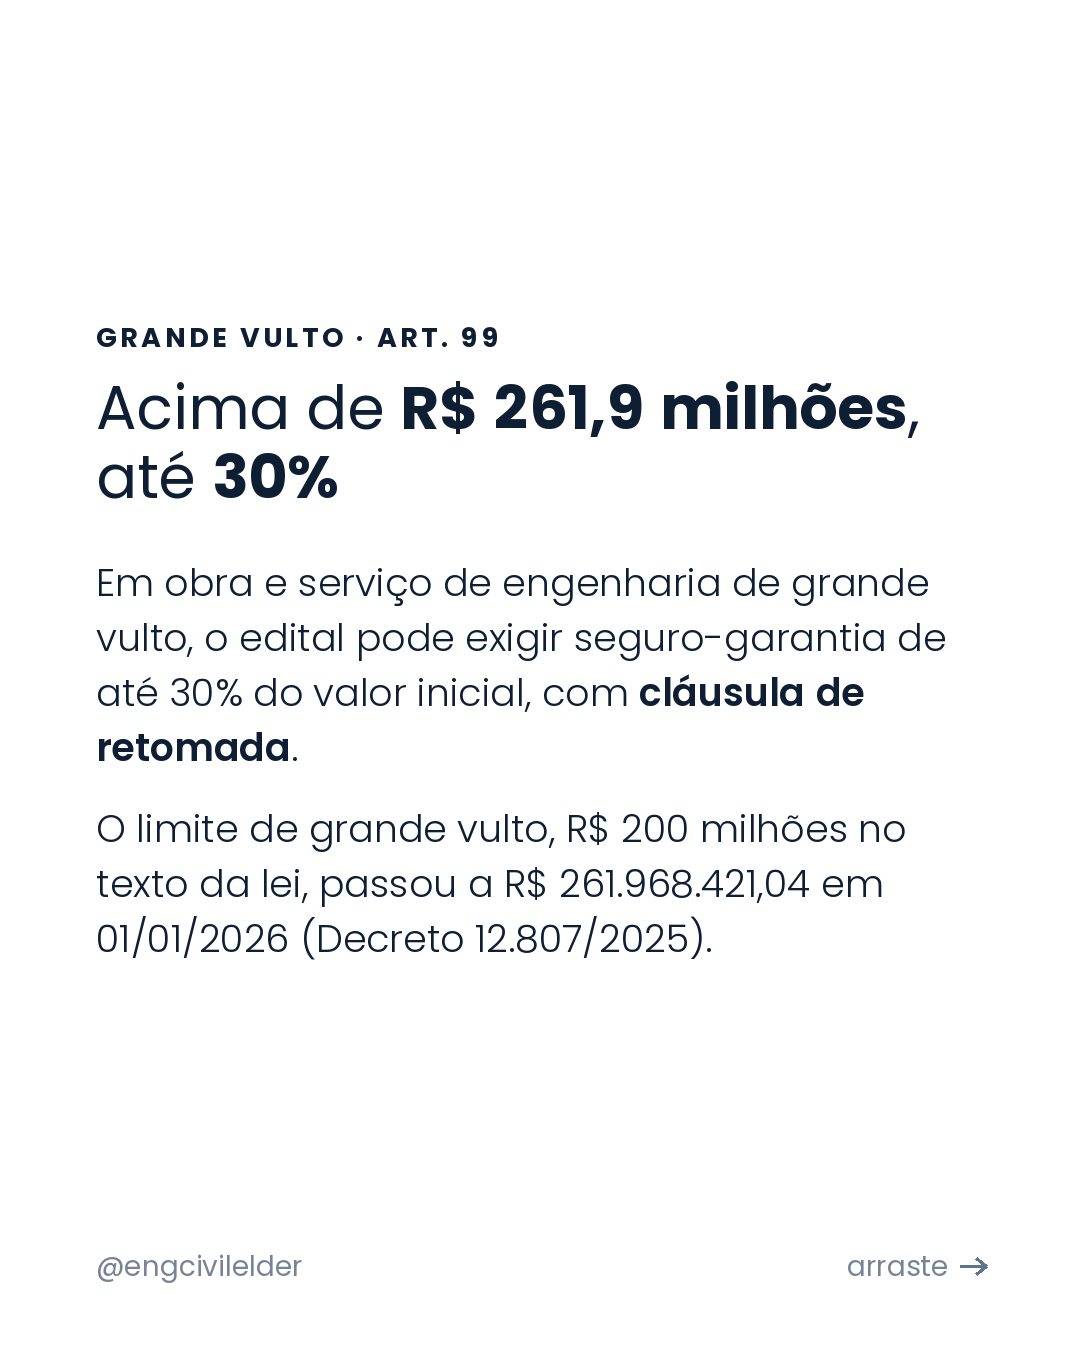 GRANDE VULTO · ART. 99
Acima de R$ 261,9 milhões,
até 30%
Em obra e serviço de engenharia de grande
vulto, o edital pode exigir seguro-garantia de
até 30% do valor inicial, com cláusula de
retomada.
O limite de grande vulto, R$ 200 milhões no
texto da lei, passou a R$ 261.968.421,04 em
01/01/2026 (Decreto 12.807/2025).
@engcivilelder
arraste →